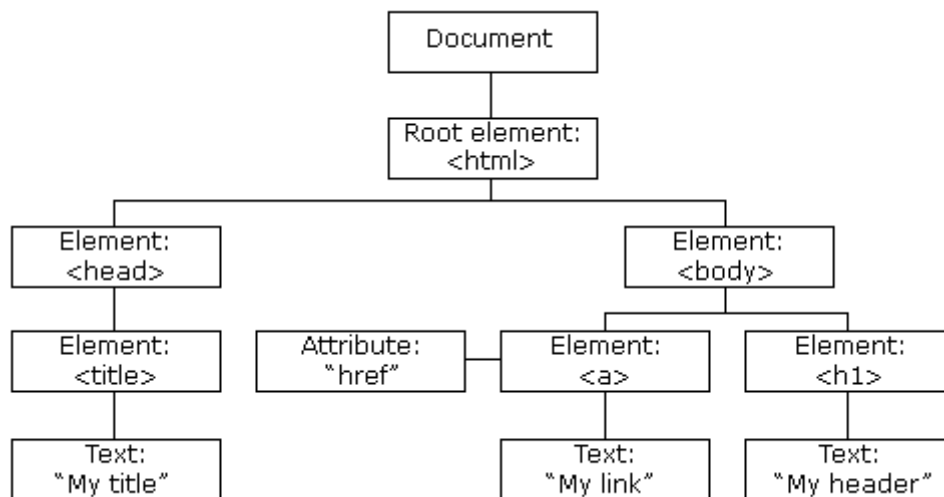 Document
Root element:
<html>
Element:
<head>
Element:
<body>
Element:
<title>
Attribute:
“href”
Element:
<a>
Element:
<h1>
Text:
“My title”
Text:
“My link”
Text:
“My header”